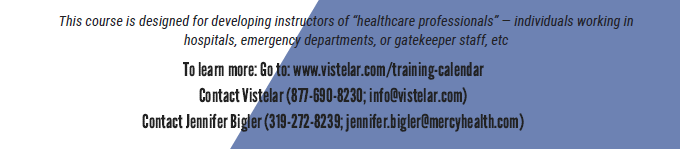 This course is designed for developing instructors of “healthcare professionals” — individuals working in
hospitals, emergency departments, or gatekeeper staff, etc
To learn more: Go to: www.vistelar.com/training-calendar
Contact Vistelar (877-690-8230; info@vistelar.com)
Contact Jennifer Bigler (319-272-8239; jennifer.bigler@mercyhealth.com)